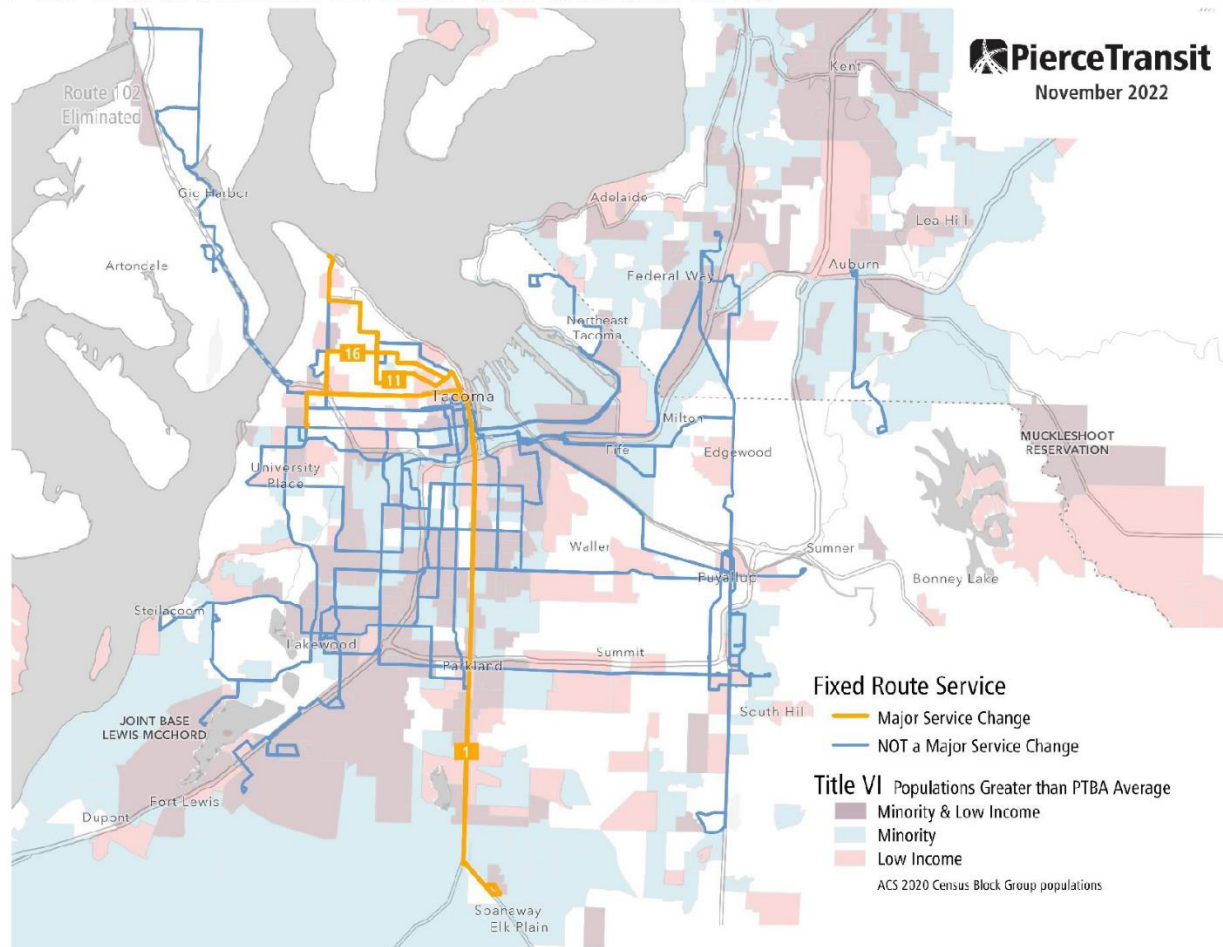 PierceTransit
November 2022
Kent
Route 102
Eliminated
Gig Harbor
Adelaide
Lea Hill
Artondale
Federal Way
Auburn
Northeast
Tacoma
16
11
Tacoma
Milton
MUCKLESHOOT
RESERVATION
Fife
Edgewood
University
Place
Waller
Sumner
Puyallup
Bonney Lake
Steilacoom
Lakewood
Summit
Parkland
South Hill
JOINT BASE
LEWIS MCCHORD
1
Fort Lewis
Dupont
Spanaway
Elk Plain
Fixed Route Service
Major Service Change
NOT a Major Service Change
Title VI Populations Greater than PTBA Average
Minority & Low Income
Minority
Low Income
ACS 2020 Census Block Group populations